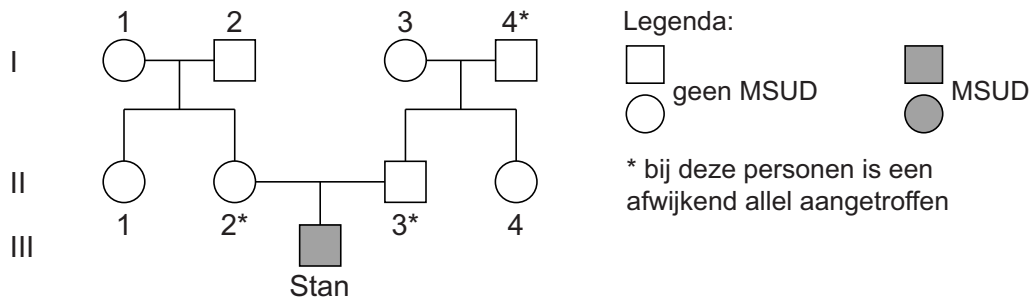 1 2 3 4*
I
Legenda:
geen MSUD
MSUD
* bij deze personen is een
afwijkend allel aangetroffen
II
1 2* 3* 4
III
Stan